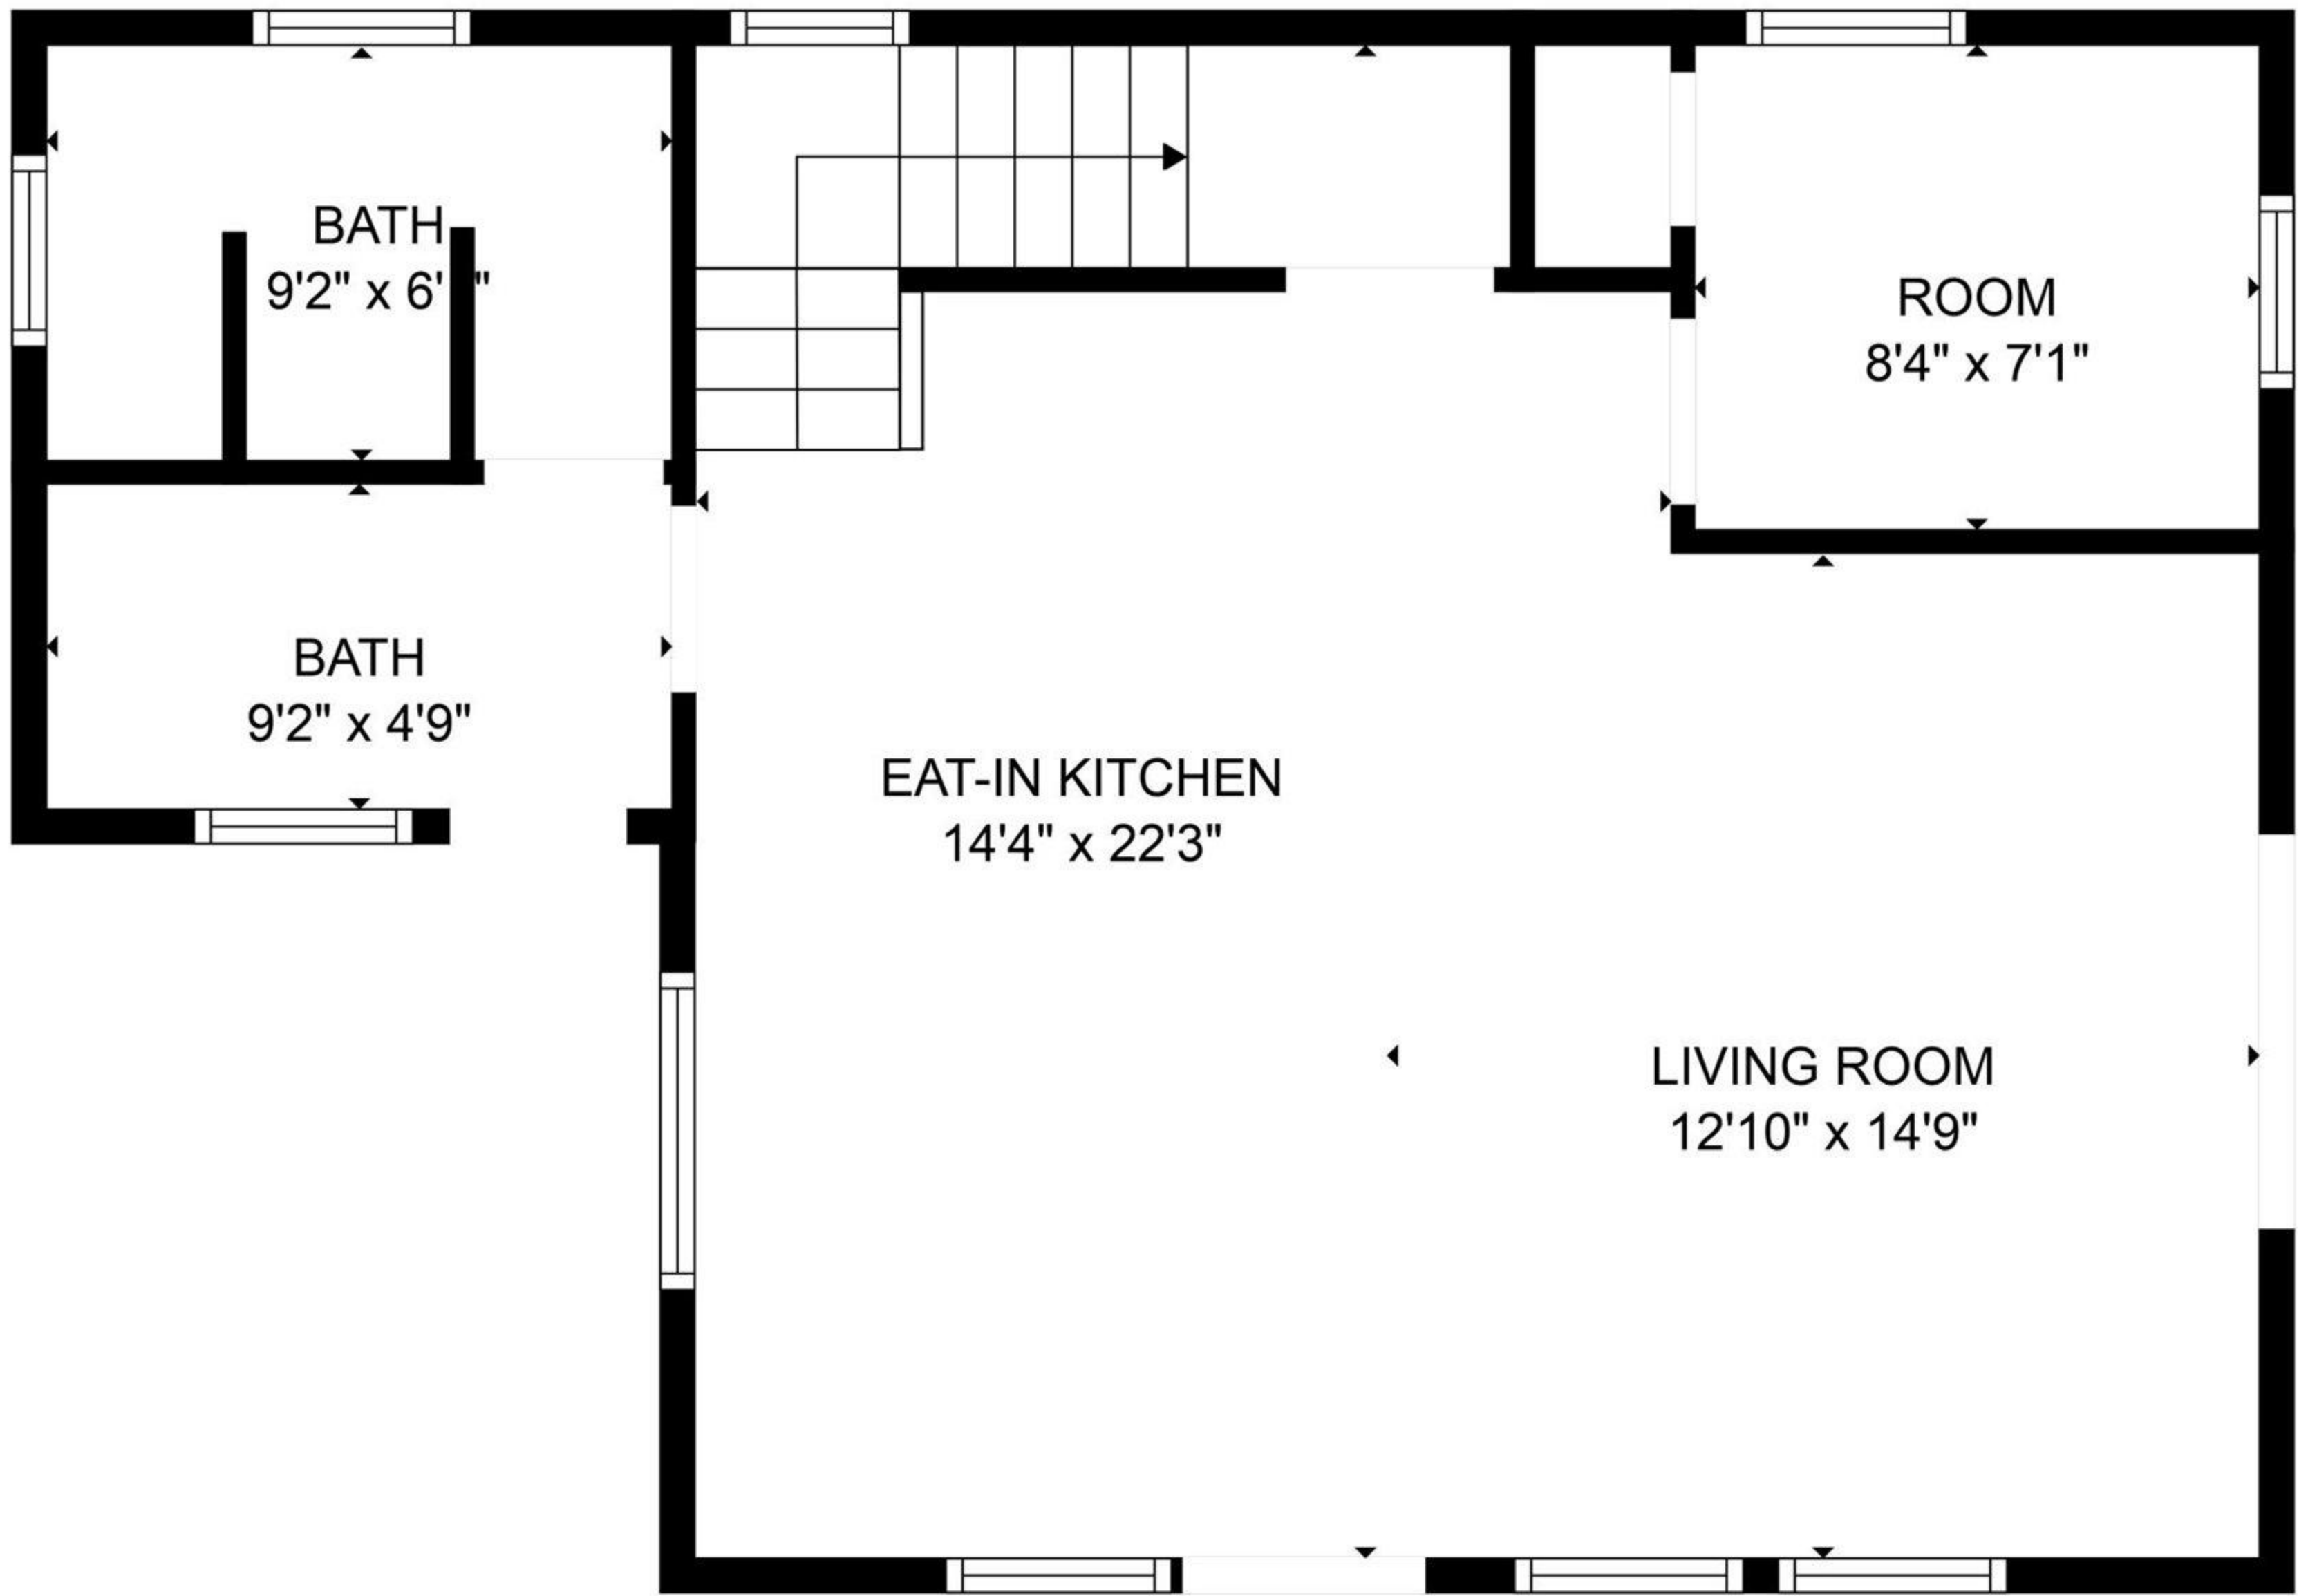 BATH
9'2" x 6' "
ROOM
8'4" x 7'1"
BATH
9'2" x 4'9"
EAT-IN KITCHEN
14'4" x 22'3"
LIVING ROOM
12'10" x 14'9"